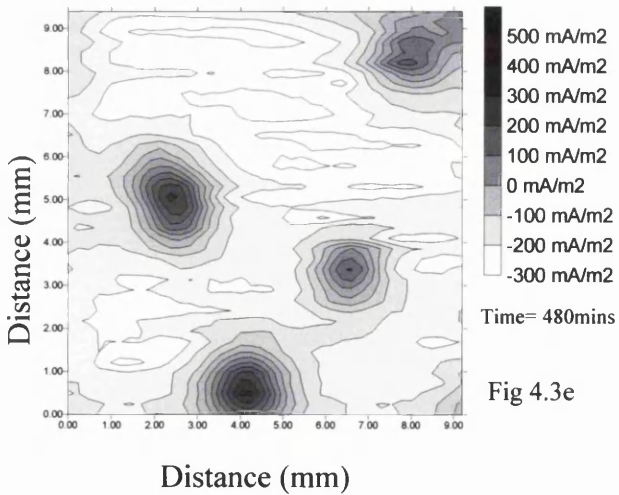 9.00
8.00
7.00
6.00
5.00
4.00
3.00
2.00
1.00
0.00
Distance (mm)
0.00 1.00 2.00 3.00 4.00 5.00 6.00 7.00 8.00 9.00
Distance (mm)
500 mA/m2
400 mA/m2
300 mA/m2
200 mA/m2
100 mA/m2
0 mA/m2
-100 mA/m2
-200 mA/m2
-300 mA/m2
Time= 480mins
Fig 4.3e